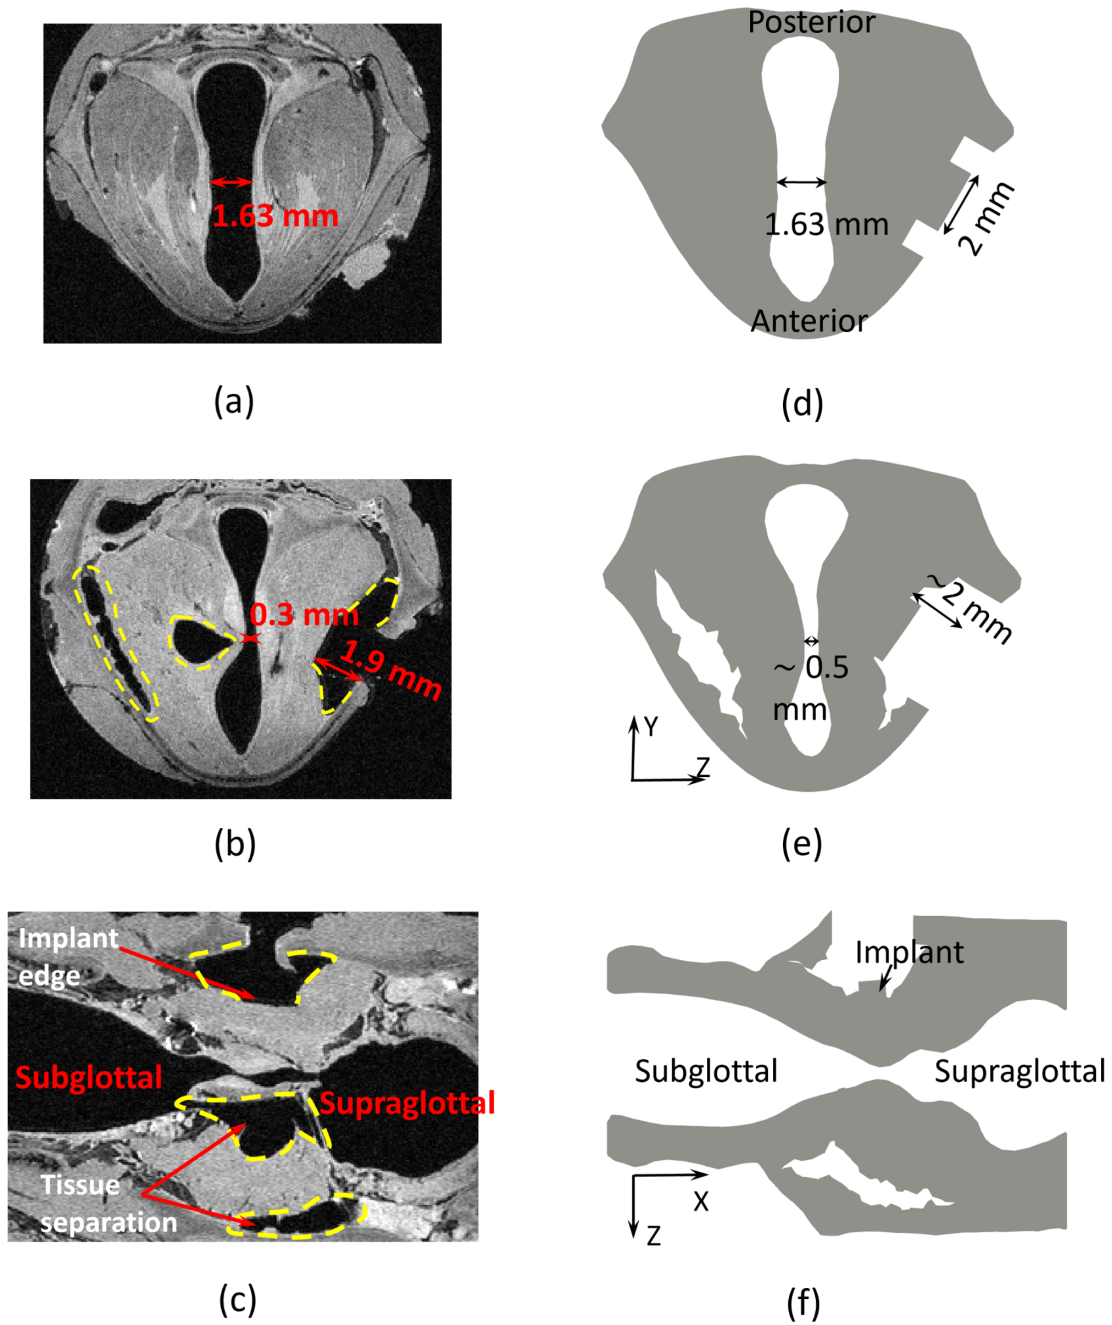 1.63 mm
(a)
Posterior
1.63 mm
2 mm
Anterior
(d)
0.3 mm
1.9 mm
(b)
~2 mm
~ 0.5
mm
Y
Z
(e)
Implant
edge
Subglottal
Supraglottal
Tissue
separation
(c)
Implant
Subglottal
Supraglottal
X
Z
(f)